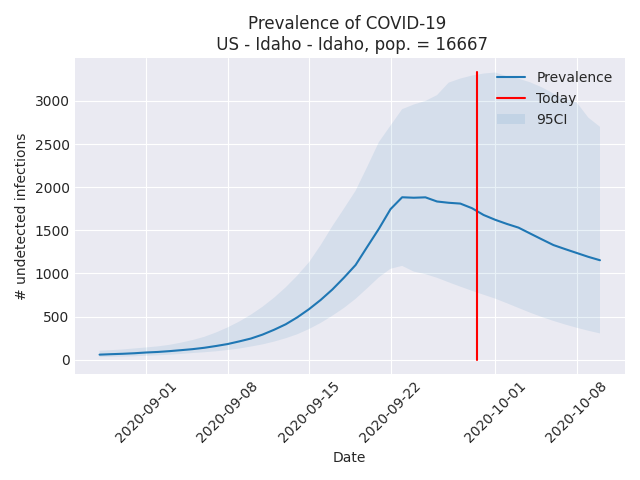 Prevalence of COVID-19
US - Idaho - Idaho, pop. = 16667
Prevalence
Today
95CI
# undetected infections
3000
2500
2000
1500
1000
500
0
2020-09-01
2020-09-08
2020-09-15
2020-09-22
2020-10-01
2020-10-08
Date